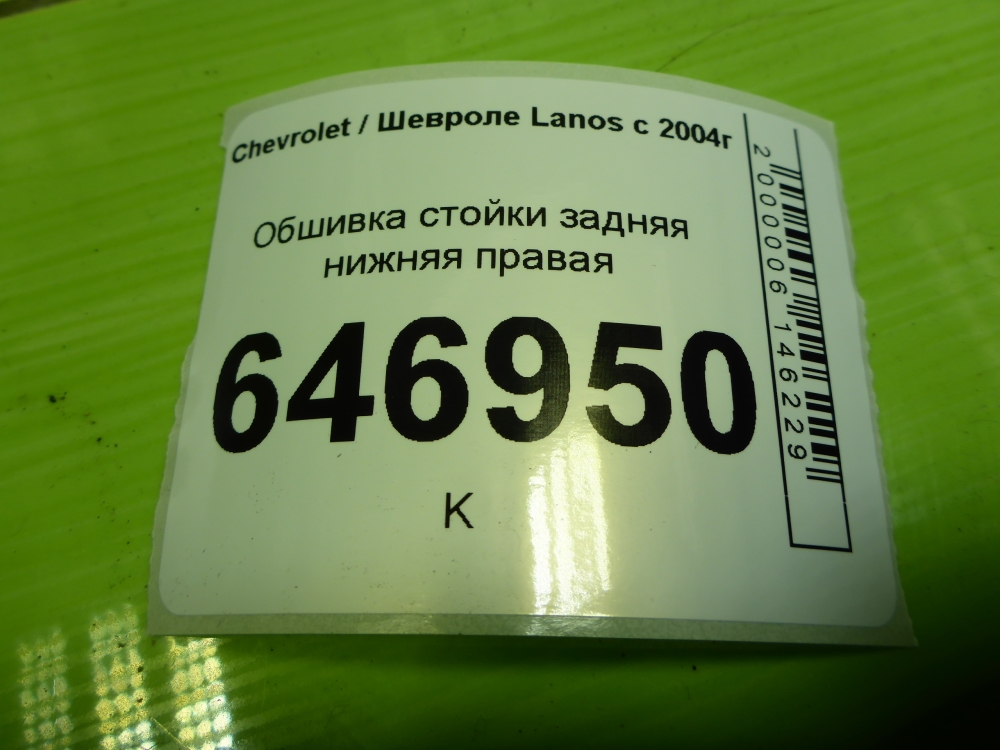 Chevrolet / Шевроле Lanos с 2004г
Обшивка стойки задняя
нижняя правая
646950
К
2000006146229